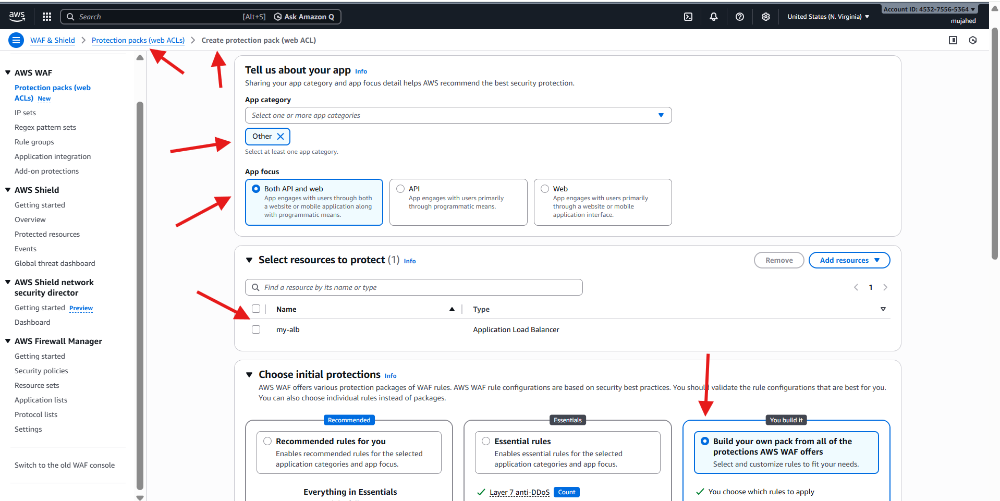 aws
Search
[Alt+S]
Ask Amazon Q
United States (N. Virginia)
Account ID: 4532-7556-5364
mujahed
WAF & Shield
Protection packs (web ACLs)
Create protection pack (web ACL)
AWS WAF
Protection packs (web
ACLs) New
IP sets
Regex pattern sets
Rule groups
Application integration
Add-on protections
AWS Shield
Getting started
Overview
Protected resources
Events
Global threat dashboard
AWS Shield network
security director
Getting started Preview
Dashboard
AWS Firewall Manager
Getting started
Security policies
Resource sets
Application lists
Protocol lists
Settings
Switch to the old WAF console
Tell us about your app Info
Sharing your app category and app focus detail helps AWS recommend the best security protection.
App category
Select one or more app categories
Other
Select at least one app category.
App focus
Both API and web
App engages with users through both
a website or mobile application along
with programmatic means.
API
App engages with users primarily
through programmatic means.
Web
App engages with users primarily
through a website or mobile
application interface.
Select resources to protect (1) Info
Remove
Add resources
Find a resource by its name or type
1
Name
Type
my-alb
Application Load Balancer
Choose initial protections Info
AWS WAF offers various protection packages of WAF rules. AWS WAF rule configurations are based on security best practices. You should validate the rule configurations that are best for you.
You can also choose individual rules instead of packages.
Recommended
Recommended rules for you
Enables recommended rules for the selected
application categories and app focus.
Everything in Essentials
Essentials
Essential rules
Enables essential rules for the selected
application categories and app focus.
Layer 7 anti-DDoS Count
You build it
Build your own pack from all of the
protections AWS WAF offers
Select and customize rules to fit your needs.
You choose which rules to apply